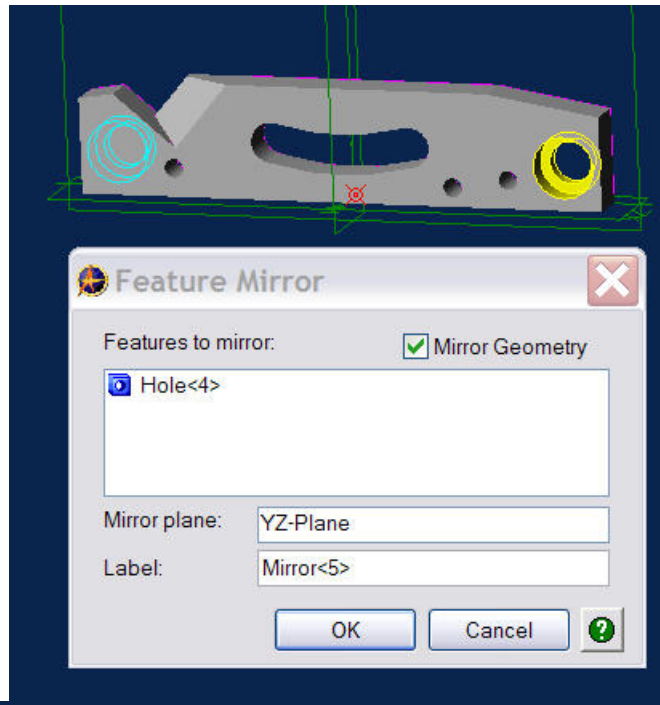 Feature Mirror
Features to mirror:
Mirror Geometry
Hole<4>
Mirror plane:
YZ-Plane
Label:
Mirror<5>
OK
Cancel
?